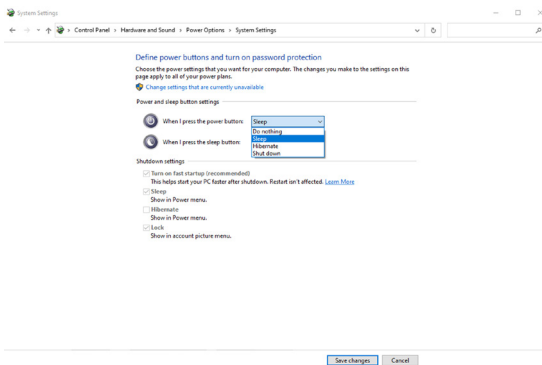 System Settings
Control Panel > Hardware and Sound > Power Options > System Settings
Define power buttons and turn on password protection
Choose the power settings that you want for your computer. The changes you make to the settings on this
page apply to all of your power plans.
Change settings that are currently unavailable
Power and sleep button settings
When I press the power button: Sleep
Do nothing
Sleep
Hibernate
Shut down
When I press the sleep button:
Shutdown settings
Turn on fast startup (recommended)
This helps start your PC faster after shutdown. Restart isn't affected. Learn More
Sleep
Show in Power menu.
Hibernate
Show in Power menu.
Lock
Show in account picture menu.
Save changes Cancel